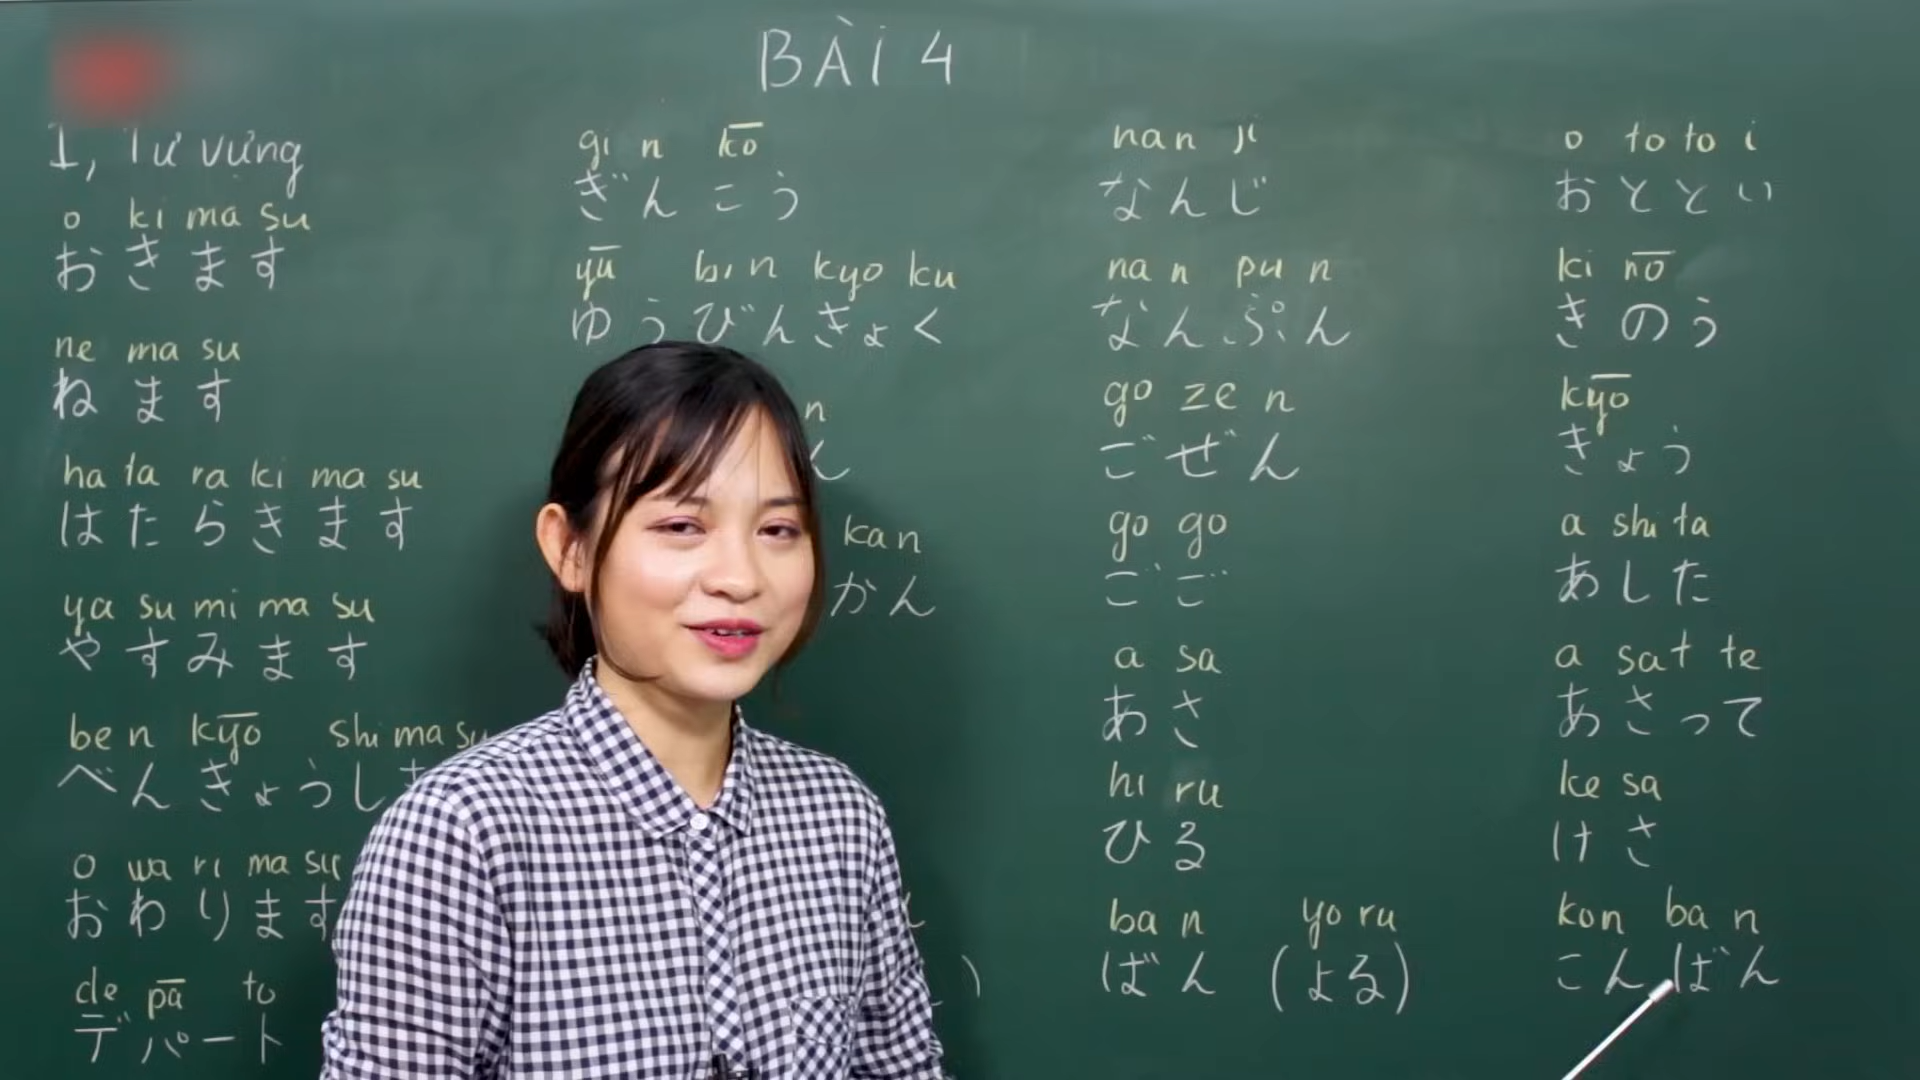 BÀI 4
1, Từ vựng
o ki ma su
おきます
ne ma su
ねます
ha ta ra ki ma su
はたらきます
ya su mi ma su
やすみます
ben kyō shi ma su
べんきょうし
o wa ri ma su
おわります
de pā to
デパート
gi n kō
ぎんこう
yū bin kyo ku
ゆうびんきょく
n
ん
kan
かん
nan ji
なんじ
na n pu n
なんぷん
go ze n
ごぜん
go go
ごご
a sa
あさ
hi ru
ひる
ba n yo ru
ばん (よる)
o to to i
おととい
ki nō
きのう
kyō
きょう
a shi ta
あした
a sat te
あさって
ke sa
けさ
kon ba n
こんばん